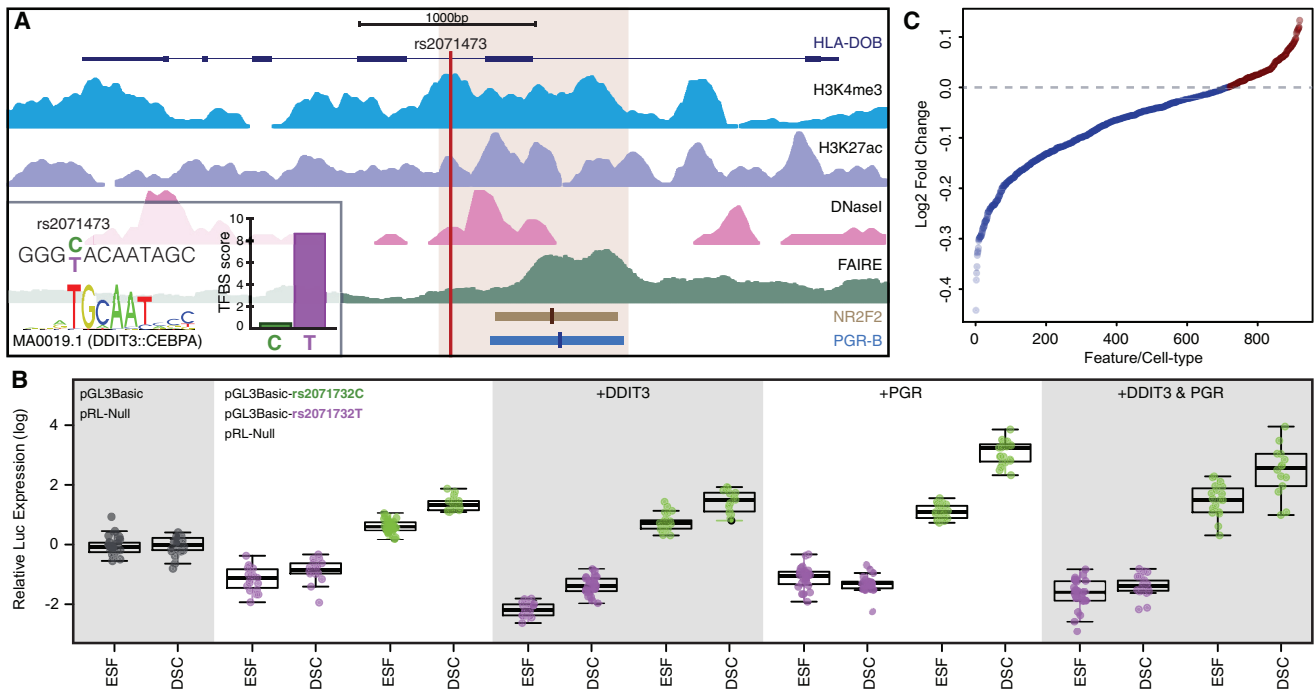 A
1000bp
rs2071473
HLA-DOB
H3K4me3
H3K27ac
DNaseI
FAIRE
NR2F2
PGR-B
rs2071473
C
GGG ACAATAGC
T
TGCAAT
MA0019.1 (DDIT3::CEBPA)
TFBS score
10
8
6
4
2
0
C T
C
Log2 Fold Change
0.1
0.0
-0.1
-0.2
-0.3
-0.4
0 200 400 600 800
Feature/Cell-type
B
Relative Luc Expression (log)
4
2
0
-2
pGL3Basic
pRL-Null
pGL3Basic-rs2071732C
pGL3Basic-rs2071732T
pRL-Null
+DDIT3
+PGR
+DDIT3 & PGR
ESF DSC ESF DSC ESF DSC ESF DSC ESF DSC ESF DSC ESF DSC ESF DSC ESF DSC